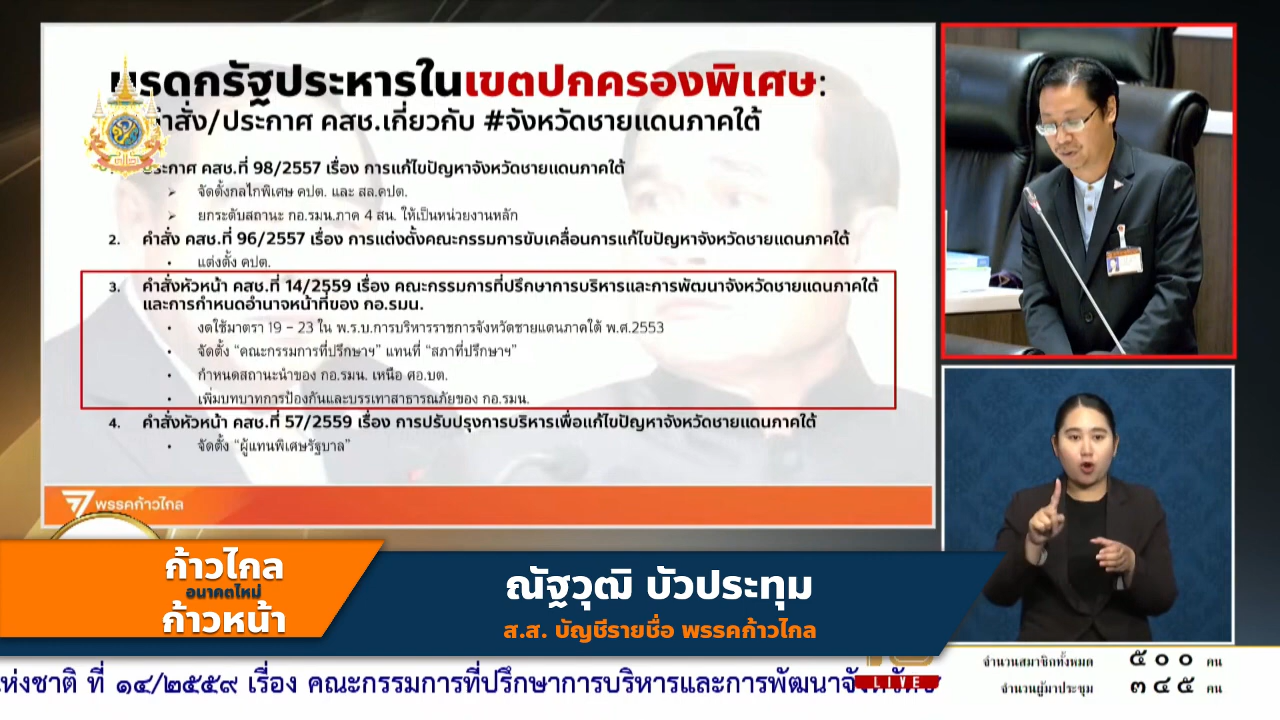 มรดกรัฐประหารในเขตปกครองพิเศษ:
คำสั่ง/ประกาศ คสช.เกี่ยวกับ #จังหวัดชายแดนภาคใต้
ประกาศ คสช.ที่ 98/2557 เรื่อง การแก้ไขปัญหาจังหวัดชายแดนภาคใต้
จัดตั้งกลไกพิเศษ คปต. และ สล.คปต.
ยกระดับสถานะ กอ.รมน.ภาค 4 สน. ให้เป็นหน่วยงานหลัก
2. คำสั่ง คสช.ที่ 96/2557 เรื่อง การแต่งตั้งคณะกรรมการขับเคลื่อนการแก้ไขปัญหาจังหวัดชายแดนภาคใต้
• แต่งตั้ง คปต.
3. คำสั่งหัวหน้า คสช.ที่ 14/2559 เรื่อง คณะกรรมการที่ปรึกษาการบริหารและการพัฒนาจังหวัดชายแดนภาคใต้
และการกำหนดอำนาจหน้าที่ของ กอ.รมน.
• งดใช้มาตรา 19 – 23 ใน พ.ร.บ.การบริหารราชการจังหวัดชายแดนภาคใต้ พ.ศ.2553
• จัดตั้ง “คณะกรรมการที่ปรึกษาฯ” แทนที่ “สภาที่ปรึกษาฯ”
• กำหนดสถานะนำของ กอ.รมน. เหนือ ศอ.บต.
• เพิ่มบทบาทการป้องกันและบรรเทาสาธารณภัยของ กอ.รมน.
4. คำสั่งหัวหน้า คสช.ที่ 57/2559 เรื่อง การปรับปรุงการบริหารเพื่อแก้ไขปัญหาจังหวัดชายแดนภาคใต้
• จัดตั้ง “ผู้แทนพิเศษรัฐบาล”
พรรคก้าวไกล
ก้าวไกล
อนาคตใหม่
ก้าวหน้า
ณัฐวุฒิ บัวประทุม
ส.ส. บัญชีรายชื่อ พรรคก้าวไกล
ห่งชาติ ที่ ๑๔/๒๕๕๙ เรื่อง คณะกรรมการที่ปรึกษาการบริหารและการพัฒนาจังหวัด
LIVE
จำนวนสมาชิกทั้งหมด ๕๐๐ คน
จำนวนผู้มาประชุม ๓๔๕ คน